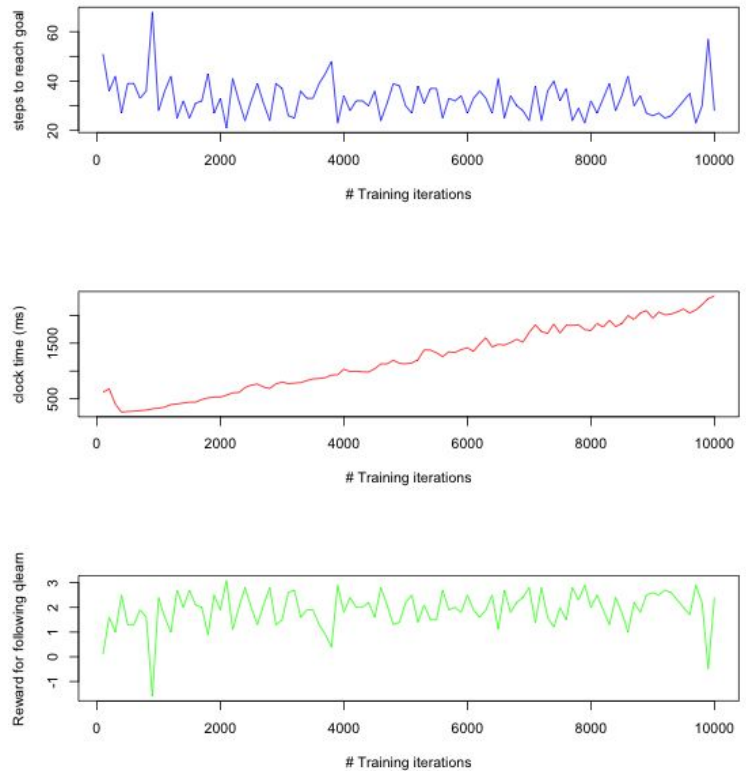 steps to reach goal
60
40
20
0 2000 4000 6000 8000 10000
# Training iterations
clock time (ms)
1500
500
0 2000 4000 6000 8000 10000
# Training iterations
Reward for following qlearn
3
2
1
0
-1
0 2000 4000 6000 8000 10000
# Training iterations